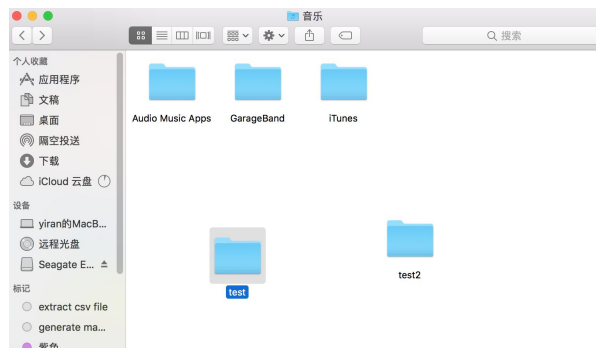 音乐
搜索
个人收藏
应用程序
文稿
桌面
隔空投送
下载
iCloud 云盘
设备
yiran的MacB...
远程光盘
Seagate E...
标记
extract csv file
generate ma...
紫色
Audio Music Apps
GarageBand
iTunes
test
test2